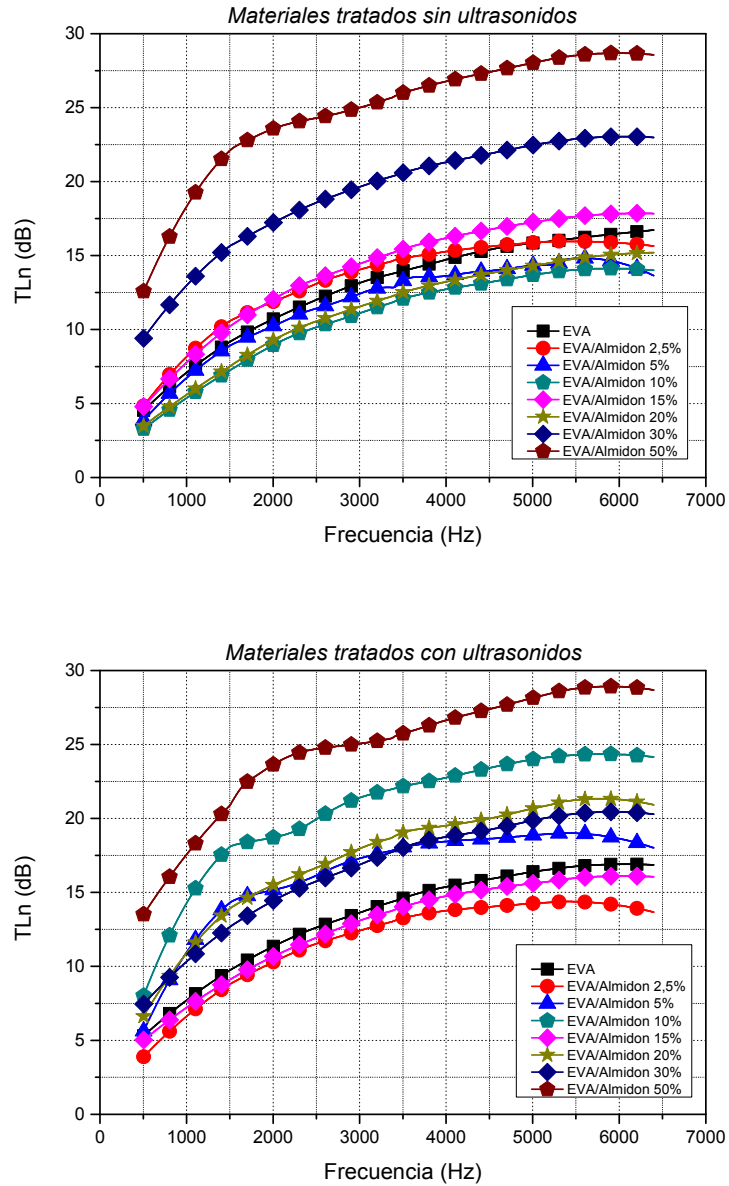 Materiales tratados sin ultrasonidos
30
25
20
15
10
5
0
TLn (dB)
EVA
EVA/Almidon 2,5%
EVA/Almidon 5%
EVA/Almidon 10%
EVA/Almidon 15%
EVA/Almidon 20%
EVA/Almidon 30%
EVA/Almidon 50%
0 1000 2000 3000 4000 5000 6000 7000
Frecuencia (Hz)
Materiales tratados con ultrasonidos
30
25
20
15
10
5
0
TLn (dB)
EVA
EVA/Almidon 2,5%
EVA/Almidon 5%
EVA/Almidon 10%
EVA/Almidon 15%
EVA/Almidon 20%
EVA/Almidon 30%
EVA/Almidon 50%
0 1000 2000 3000 4000 5000 6000 7000
Frecuencia (Hz)